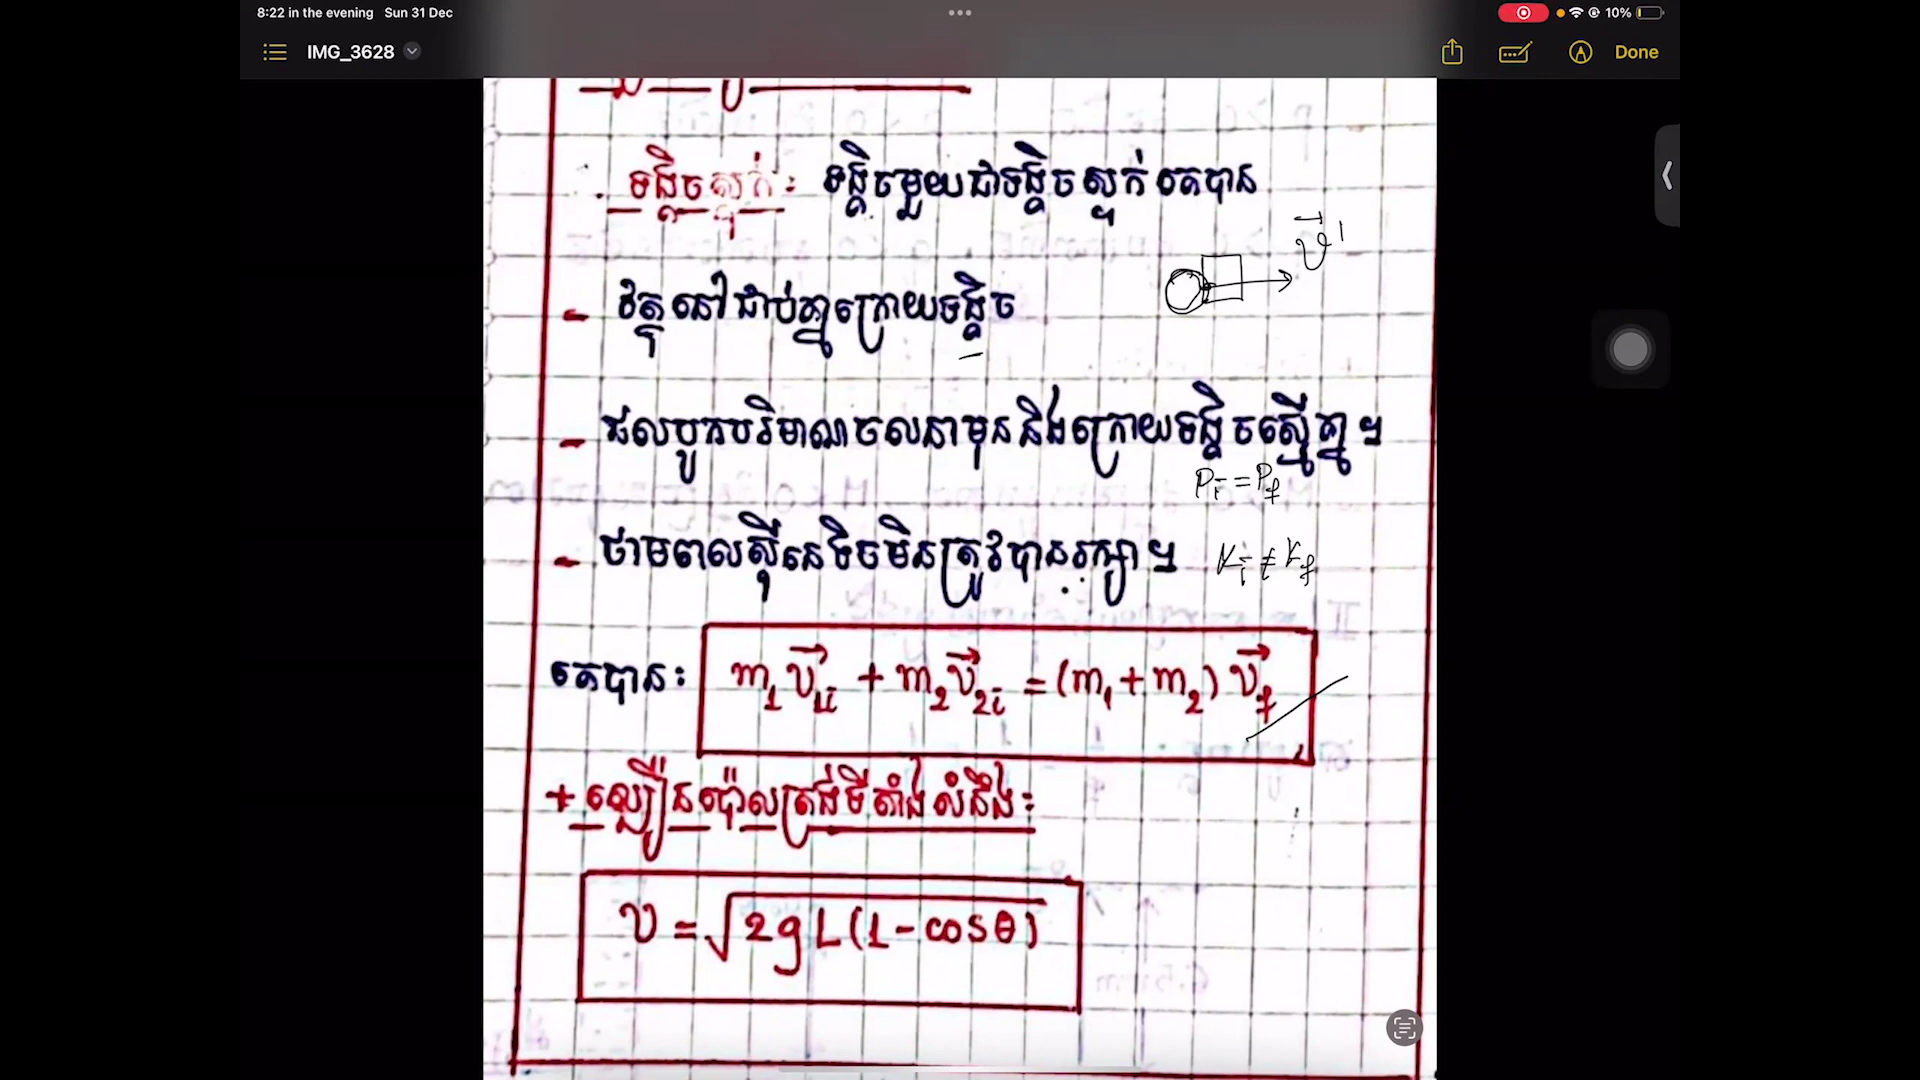 8:22 in the evening Sun 31 Dec
10%
IMG_3628
Done
ទង្គិចស្ទក់: ទង្គិចមួយជាទង្គិចស្ទក់គេបាន
v⃗'
- វត្ថុនៅជាប់គ្នាក្រោយទង្គិច
- ផលបូកបរិមាណចលនាមុននិងក្រោយទង្គិចស្មើគ្នា។
Pi = Pf
- ថាមពលស៊ីនេទិចមិនត្រូវបានរក្សា។ Ki ≠ Kf
គេបាន: m₁v⃗₁i + m₂v⃗₂i = (m₁ + m₂) v⃗f
+ ល្បឿនប៉ោលត្រង់ទីតាំងលំនឹង:
v = √2gL(1 - cosθ)